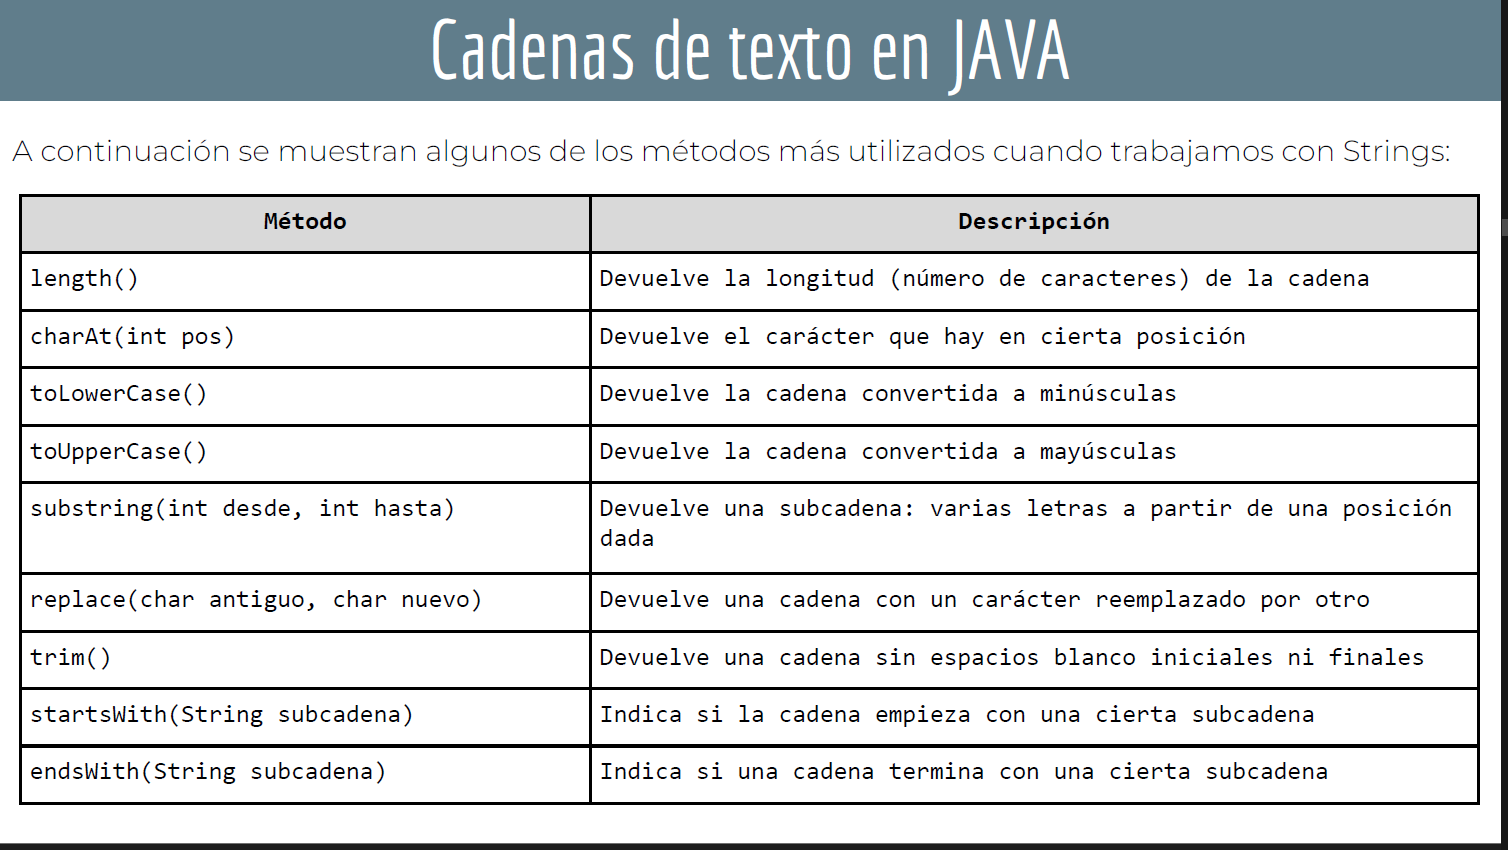 Cadenas de texto en JAVA
A continuación se muestran algunos de los métodos más utilizados cuando trabajamos con Strings:
Método Descripción
length() Devuelve la longitud (número de caracteres) de la cadena
charAt(int pos) Devuelve el carácter que hay en cierta posición
toLowerCase() Devuelve la cadena convertida a minúsculas
toUpperCase() Devuelve la cadena convertida a mayúsculas
substring(int desde, int hasta) Devuelve una subcadena: varias letras a partir de una posición
dada
replace(char antiguo, char nuevo) Devuelve una cadena con un carácter reemplazado por otro
trim() Devuelve una cadena sin espacios blanco iniciales ni finales
startsWith(String subcadena) Indica si la cadena empieza con una cierta subcadena
endsWith(String subcadena) Indica si una cadena termina con una cierta subcadena